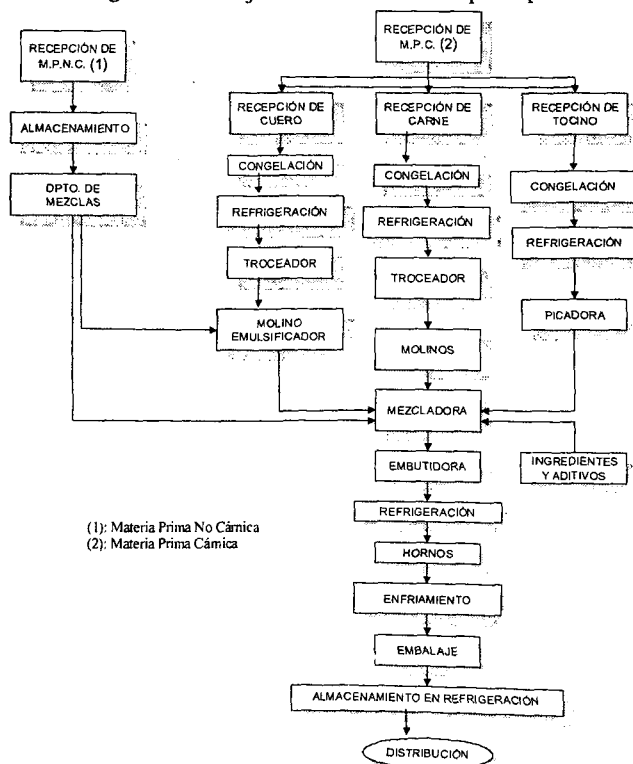 RECEPCIÓN DE
M.P.N.C. (1)
ALMACENAMIENTO
DPTO. DE
MEZCLAS
RECEPCIÓN DE
M.P.C. (2)
RECEPCIÓN DE
CUERO
CONGELACIÓN
REFRIGERACIÓN
TROCEADOR
MOLINO
EMULSIFICADOR
RECEPCIÓN DE
CARNE
CONGELACIÓN
REFRIGERACIÓN
TROCEADOR
MOLINOS
RECEPCIÓN DE
TOCINO
CONGELACIÓN
REFRIGERACIÓN
PICADORA
MEZCLADORA
INGREDIENTES
Y ADITIVOS
EMBUTIDORA
REFRIGERACIÓN
HORNOS
ENFRIAMIENTO
EMBALAJE
ALMACENAMIENTO EN REFRIGERACIÓN
DISTRIBUCIÓN
(1): Materia Prima No Cárnica
(2): Materia Prima Cárnica